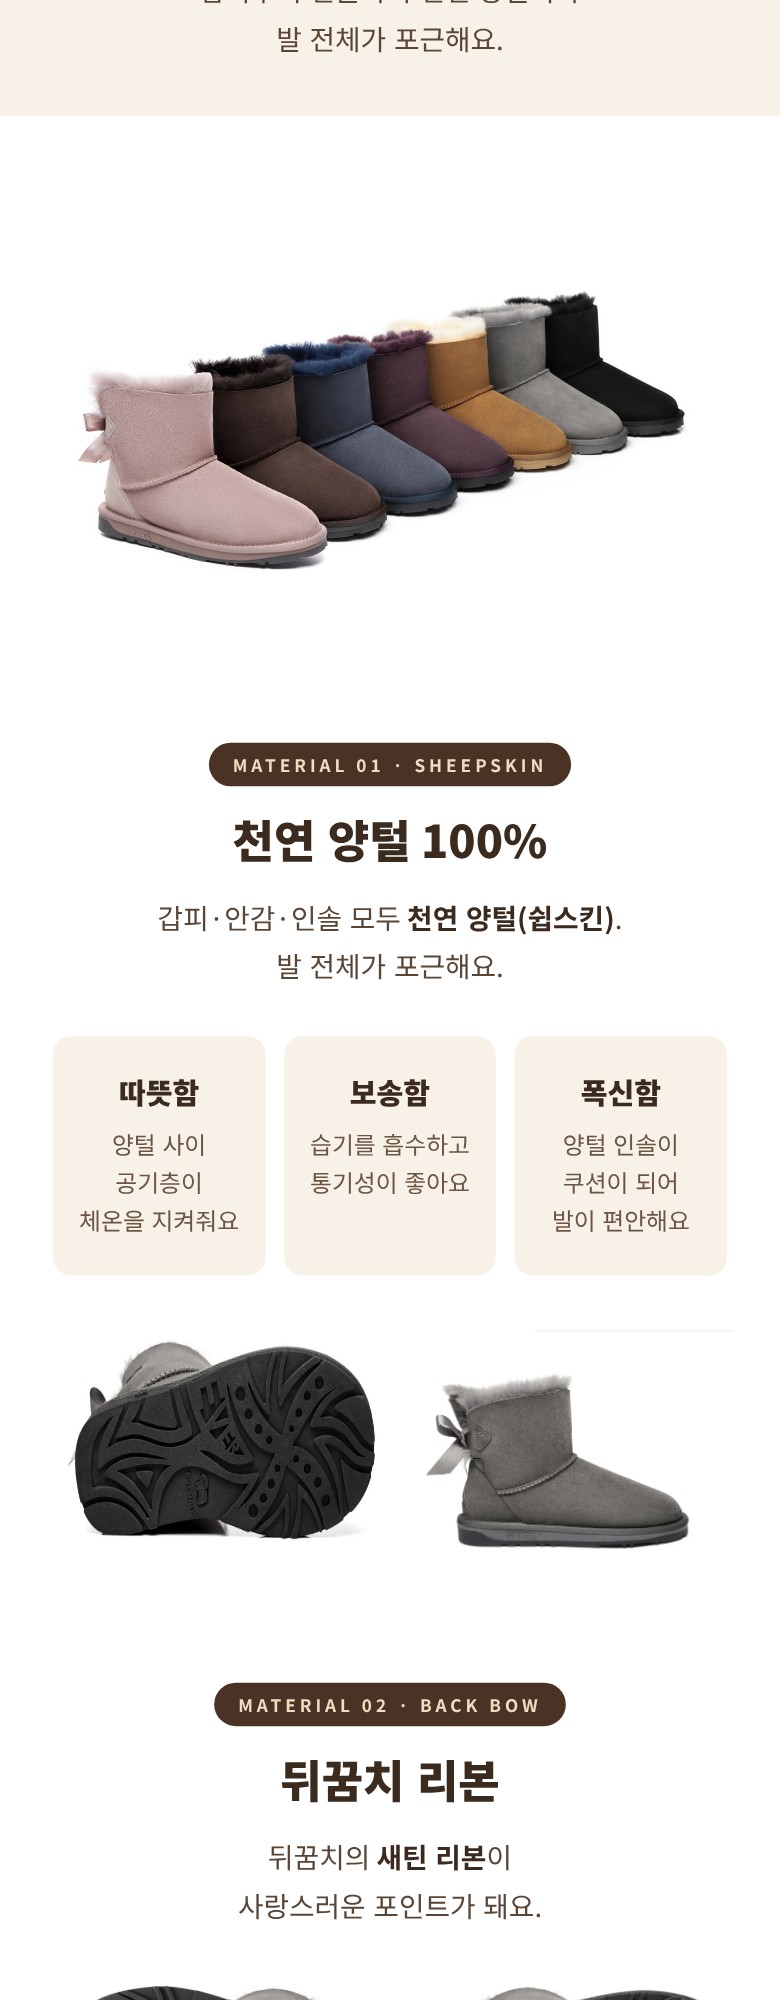 발 전체가 포근해요.
MATERIAL 01 · SHEEPSKIN
천연 양털 100%
갑피·안감·인솔 모두 천연 양털(쉽스킨).
발 전체가 포근해요.
따뜻함
양털 사이
공기층이
체온을 지켜줘요
보송함
습기를 흡수하고
통기성이 좋아요
폭신함
양털 인솔이
쿠션이 되어
발이 편안해요
EVER
MATERIAL 02 · BACK BOW
뒤꿈치 리본
뒤꿈치의 새틴 리본이
사랑스러운 포인트가 돼요.